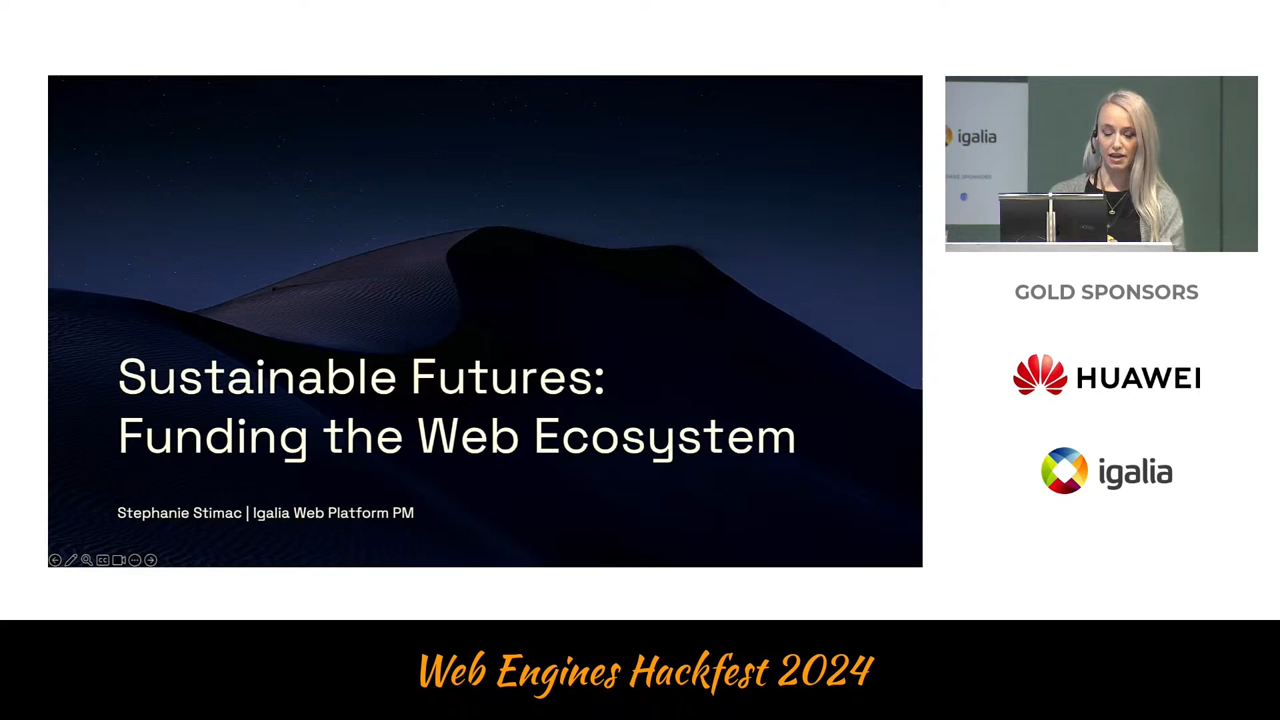 Sustainable Futures:
Funding the Web Ecosystem
Stephanie Stimac | Igalia Web Platform PM
igalia
GOLD SPONSORS
HUAWEI
igalia
Web Engines Hackfest 2024